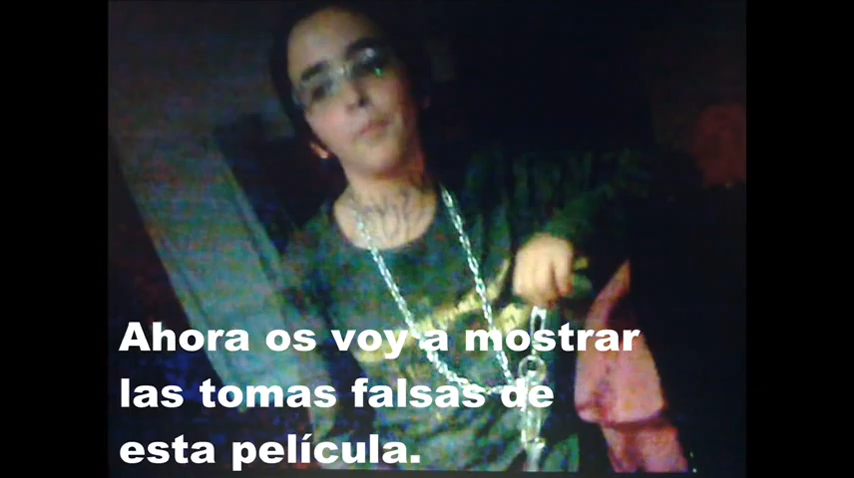 Ahora os voy a mostrar
las tomas falsas de
esta película.